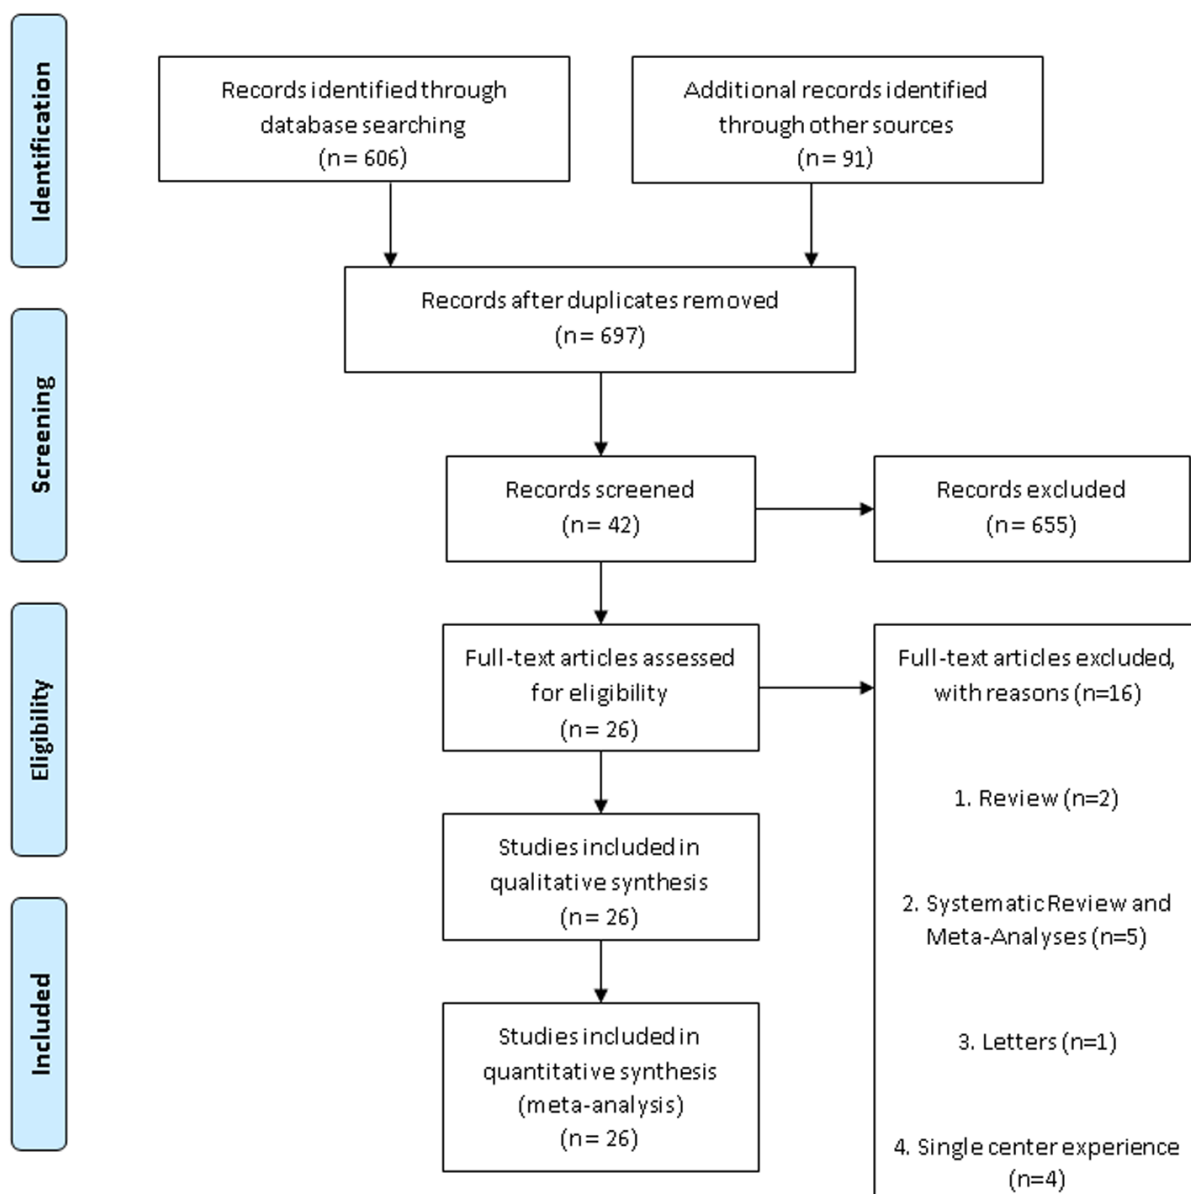 Identification
Records identified through
database searching
(n= 606)
Additional records identified
through other sources
(n= 91)
Records after duplicates removed
(n= 697)
Screening
Records screened
(n= 42)
Records excluded
(n= 655)
Eligibility
Full-text articles assessed
for eligibility
(n= 26)
Full-text articles excluded,
with reasons (n=16)
1. Review (n=2)
2. Systematic Review and
Meta-Analyses (n=5)
3. Letters (n=1)
4. Single center experience
(n=4)
Studies included in
qualitative synthesis
(n= 26)
Included
Studies included in
quantitative synthesis
(meta-analysis)
(n= 26)